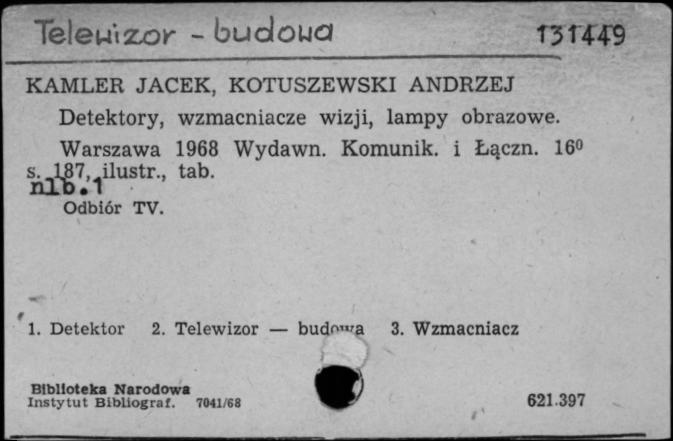 Telewizor - budowa 131449
KAMLER JACEK, KOTUSZEWSKI ANDRZEJ
Detektory, wzmacniacze wizji, lampy obrazowe.
Warszawa 1968 Wydawn. Komunik. i Łączn. 16⁰
s. 187, ilustr., tab.
nlb.1
Odbiór TV.
1. Detektor 2. Telewizor — budowa 3. Wzmacniacz
Biblioteka Narodowa
Instytut Bibliograf. 7041/68 621.397